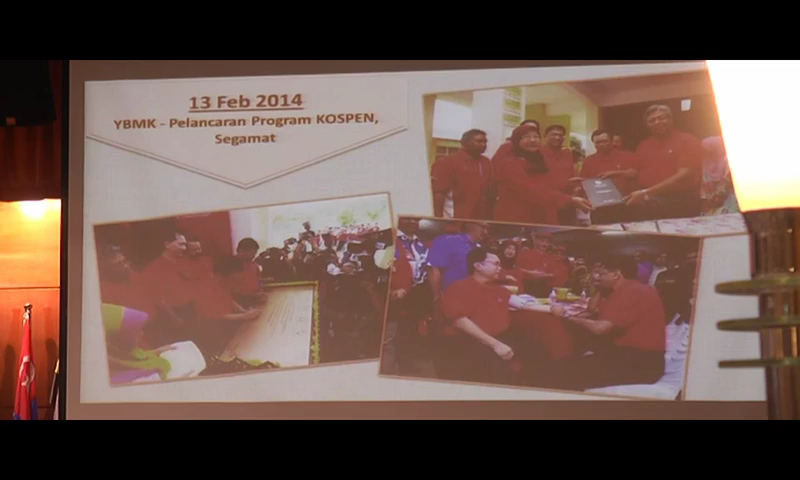 13 Feb 2014
YBMK - Pelancaran Program KOSPEN,
Segamat